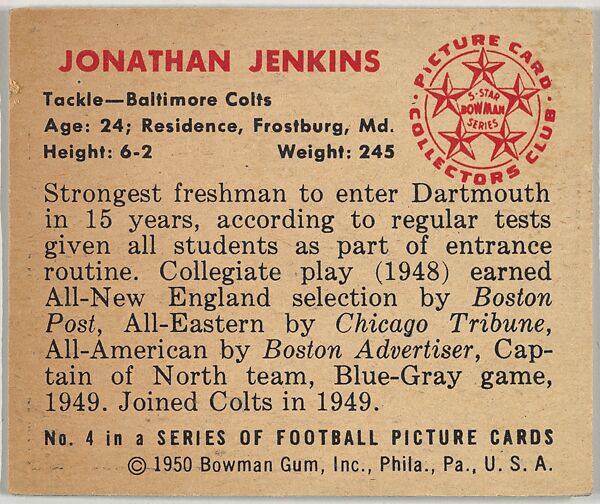 JONATHAN JENKINS
Tackle—Baltimore Colts
Age: 24; Residence, Frostburg, Md.
Height: 6-2 Weight: 245
· PICTURE CARD ·
COLLECTORS CLUB
5-STAR
BOWMAN
SERIES
Strongest freshman to enter Dartmouth
in 15 years, according to regular tests
given all students as part of entrance
routine. Collegiate play (1948) earned
All-New England selection by Boston
Post, All-Eastern by Chicago Tribune,
All-American by Boston Advertiser, Cap-
tain of North team, Blue-Gray game,
1949. Joined Colts in 1949.
No. 4 in a SERIES OF FOOTBALL PICTURE CARDS
© 1950 Bowman Gum, Inc., Phila., Pa., U. S. A.